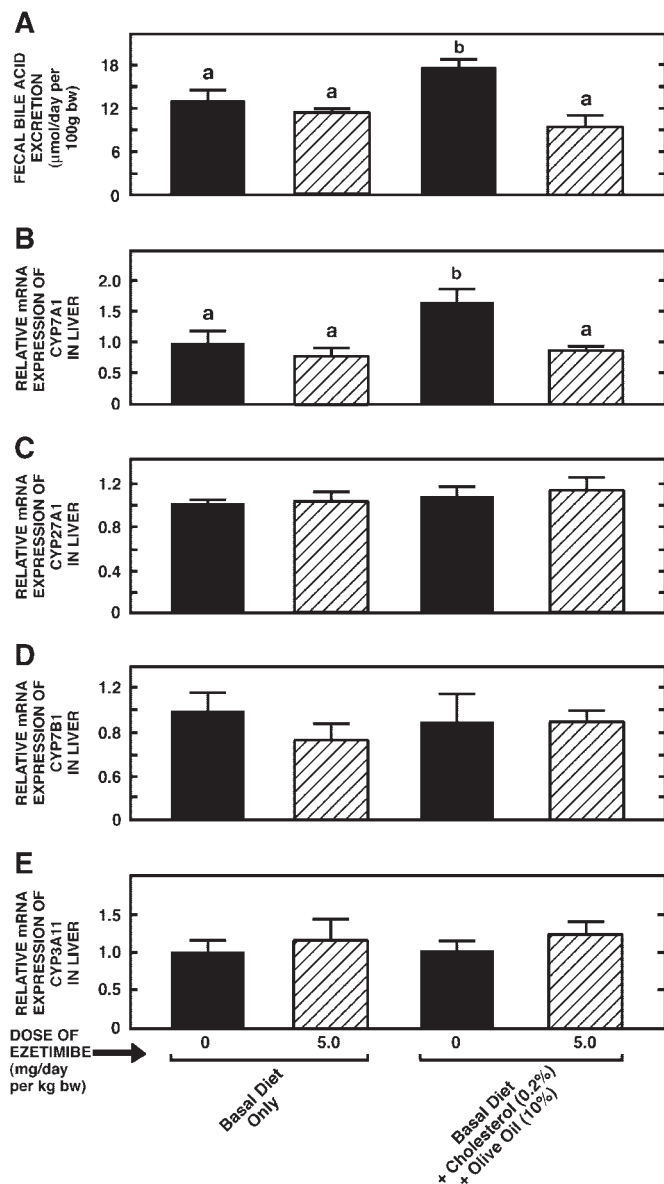 A
FECAL BILE ACID
EXCRETION
(μmol/day per
100g bw)
18
12
6
0
a
a
b
a
B
RELATIVE mRNA
EXPRESSION OF
CYP7A1
IN LIVER
2.0
1.5
1.0
0.5
0
a
a
b
a
C
RELATIVE mRNA
EXPRESSION OF
CYP27A1
IN LIVER
1.2
0.8
0.4
0
D
RELATIVE mRNA
EXPRESSION OF
CYP7B1
IN LIVER
1.2
0.8
0.6
0
E
RELATIVE mRNA
EXPRESSION OF
CYP3A11
IN LIVER
1.5
1.0
0.5
0
DOSE OF
EZETIMIBE
(mg/day
per kg bw)
0
5.0
0
5.0
Basal Diet
Only
Basal Diet
+ Cholesterol (0.2%)
+ Olive Oil (10%)